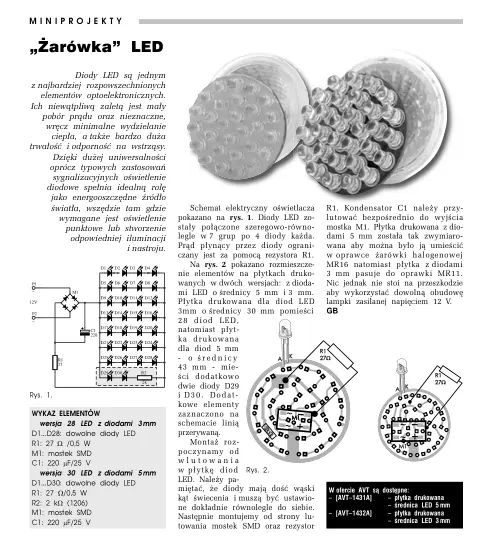 MINIPROJEKTY
„Żarówka” LED
Diody LED są jednym
z najbardziej rozpowszechnionych
elementów optoelektronicznych.
Ich niewątpliwą zaletą jest mały
pobór prądu oraz nieznaczne,
wręcz minimalne wydzielanie
ciepła, a także bardzo duża
trwałość i odporność na wstrząsy.
Dzięki dużej uniwersalności
oprócz typowych zastosowań
sygnalizacyjnych oświetlenie
diodowe spełnia idealną rolę
jako energooszczędne źródło
światła, wszędzie tam gdzie
wymagane jest oświetlenie
punktowe lub stworzenie
odpowiedniej iluminacji
i nastroju.
M1
12V
Rys. 1.
WYKAZ ELEMENTÓW
wersja 28 LED z diodami 3mm
D1...D28: dowolne diody LED
R1: 27 Ω /0,5 W
M1: mostek SMD
C1: 220 µF/25 V
wersja 30 LED z diodami 5mm
D1...D30: dowolne diody LED
R1: 27 Ω/0,5 W
R2: 2 kΩ (1206)
M1: mostek SMD
C1: 220 µF/25 V
Schemat elektryczny oświetlacza
pokazano na rys. 1. Diody LED zo-
stały połączone szeregowo-równo-
legle w 7 grup po 4 diody każda.
Prąd płynący przez diody ograni-
czany jest za pomocą rezystora R1.
Na rys. 2 pokazano rozmieszcze-
nie elementów na płytkach druko-
wanych w dwóch wersjach: z dioda-
mi LED o średnicy 5 mm i 3 mm.
Płytka drukowana dla diod LED
3mm o średnicy 30 mm pomieści
28 diod LED,
natomiast płyt-
ka drukowana
dla diod 5 mm
- o średnicy
43 mm - mie-
ści dodatkowo
dwie diody D29
i D30. Dodat-
kowe elementy
zaznaczono na
schemacie linią
przerywaną.
Montaż roz-
poczynamy od
wlutowania
w płytkę diod
LED. Należy pa-
miętać, że diody mają dość wąski
kąt świecenia i muszą być ustawio-
ne dokładnie równolegle do siebie.
Następnie montujemy od strony lu-
towania mostek SMD oraz rezystor
R1. Kondensator C1 należy przy-
lutować bezpośrednio do wyjścia
mostka M1. Płytka drukowana z dio-
dami 5 mm została tak zwymiaro-
wana aby można było ją umieścić
w oprawce żarówki halogenowej
MR16 natomiast płytka z diodami
3 mm pasuje do oprawki MR11.
Nic jednak nie stoi na przeszkodzie
aby wykorzystać dowolną obudowę
lampki zasilanej napięciem 12 V.
GB
A
K
R1
27Ω
R1
27Ω
Rys. 2.
W ofercie AVT są dostępne:
- [AVT-1431A] – płytka drukowana
– średnica LED 5mm
- [AVT-1432A] – płytka drukowana
– średnica LED 3mm